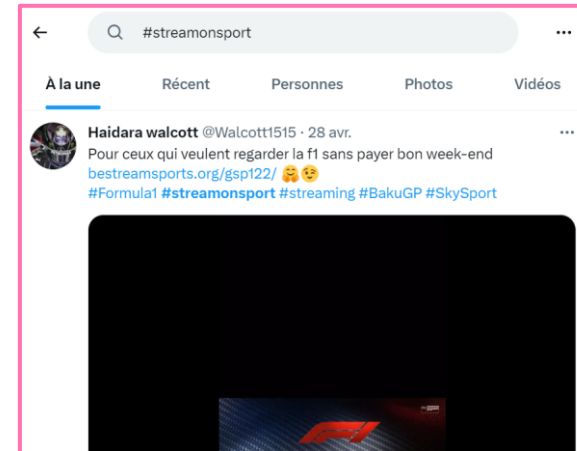 #streamonsport
À la une Récent Personnes Photos Vidéos
Haidara walcott @Walcott1515 · 28 avr.
Pour ceux qui veulent regarder la f1 sans payer bon week-end
bestreamsports.org/gsp122/ 🤗😉
#Formula1 #streamonsport #streaming #BakuGP #SkySport